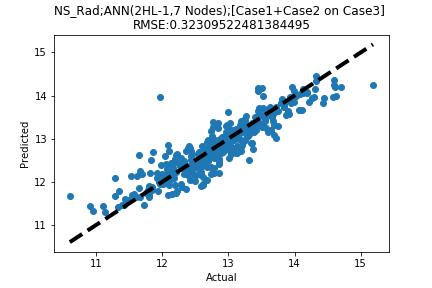 NS_Rad;ANN(2HL-1,7 Nodes);[Case1+Case2 on Case3]
RMSE:0.32309522481384495
15
14
13
12
11
Predicted
11
12
13
14
15
Actual